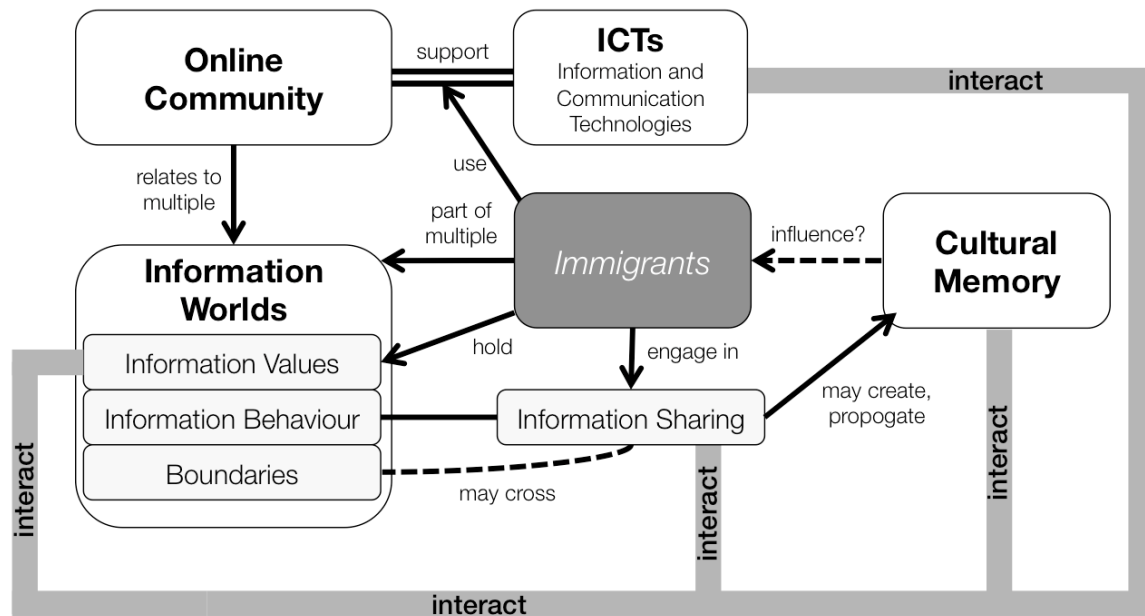 Online
Community
support
ICTs
Information and
Communication
Technologies
interact
relates to
multiple
use
part of
multiple
Immigrants
influence?
Cultural
Memory
Information
Worlds
hold
engage in
Information Values
Information Behaviour
Information Sharing
may create,
propogate
Boundaries
may cross
interact
interact
interact
interact